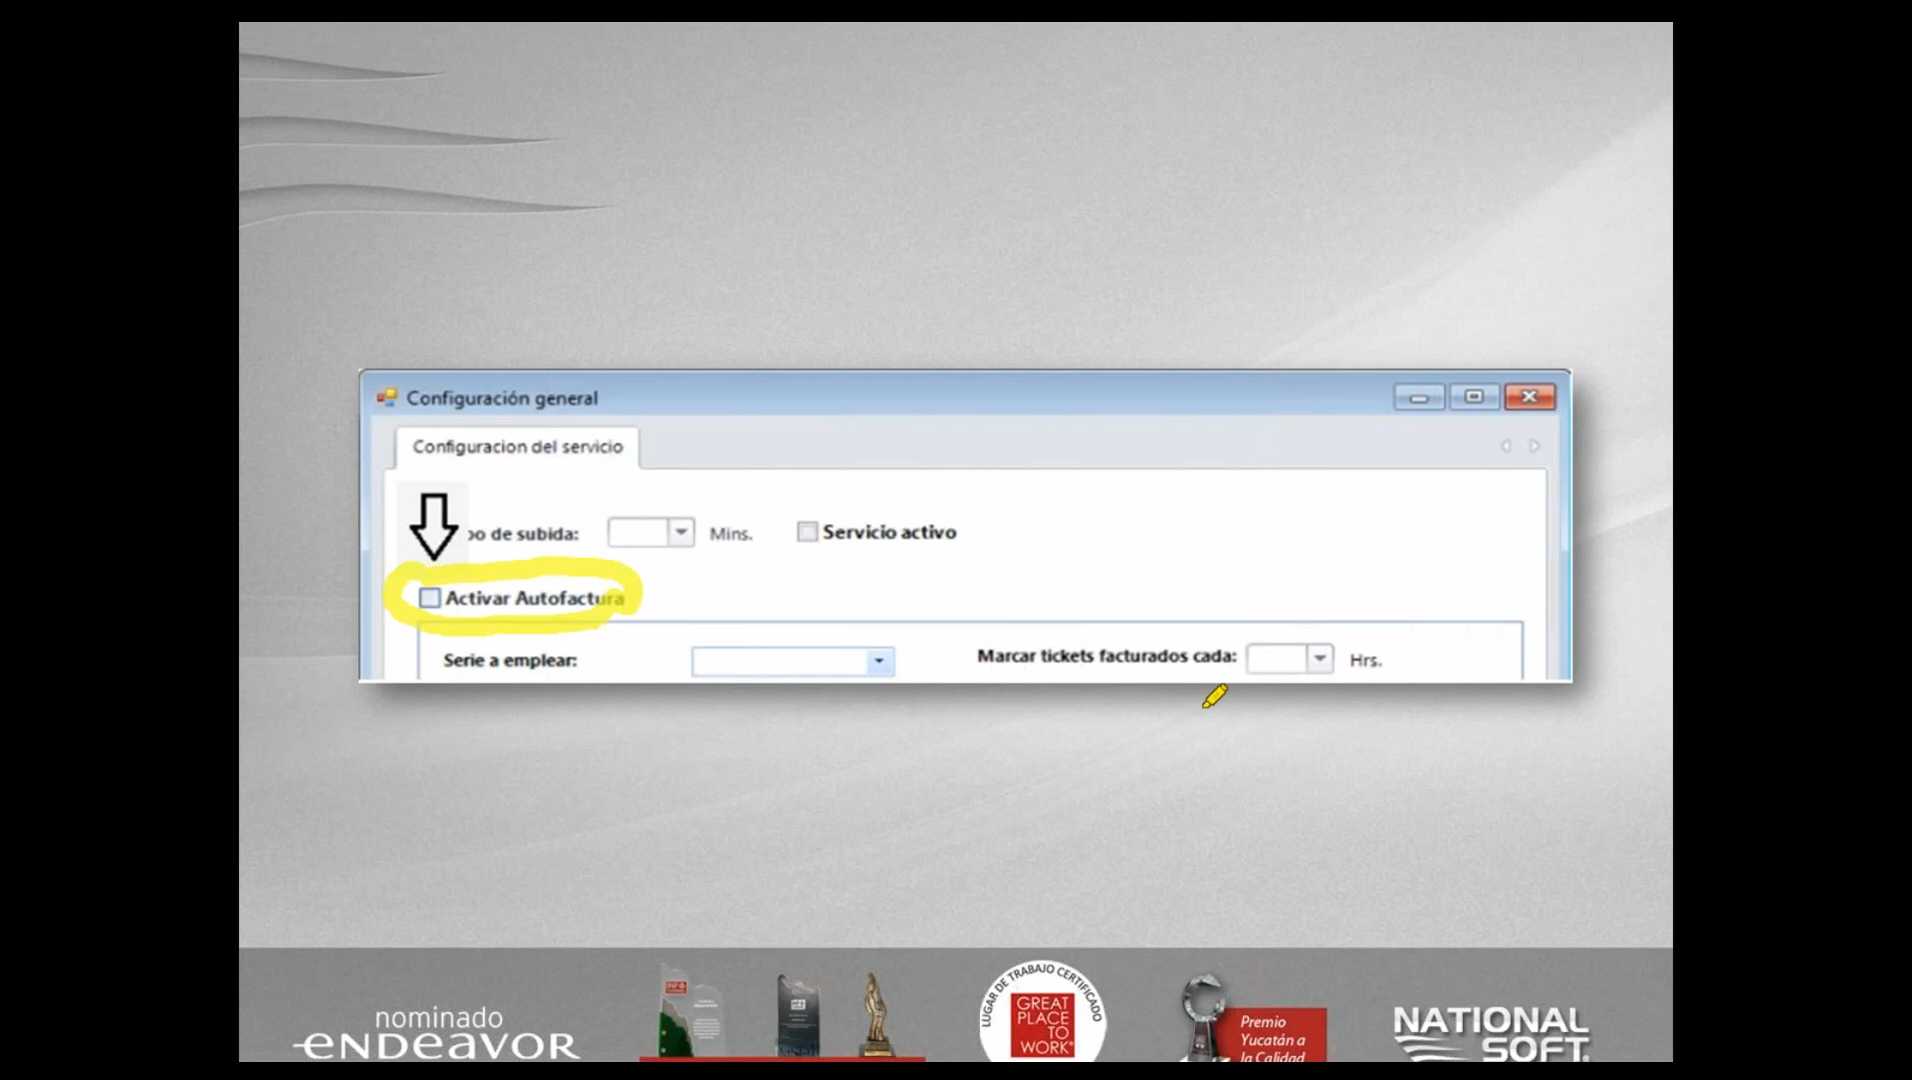 Configuración general
Configuracion del servicio
po de subida:
Mins.
Servicio activo
Activar Autofactura
Serie a emplear:
Marcar tickets facturados cada:
Hrs.
nominado
enDeavOR
LUGAR DE TRABAJO CERTIFICADO
GREAT
PLACE
TO
WORK®
Premio
Yucatán a
la Calidad
NATIONAL
SOFT®